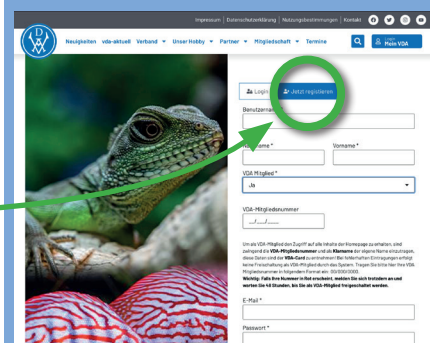 Impressum | Datenschutzerklärung | Nutzungsbestimmungen | Kontakt
VDA
Neuigkeiten vda-aktuell Verband Unser Hobby Partner Mitgliedschaft Termine
Login
Mein VDA
Login
Jetzt registrieren
Vorname *
VDA Mitglied *
Ja
VDA-Mitgliedsnummer
__/___/____
Um als VDA-Mitglied den Zugriff auf alle Inhalte der Homepage zu erhalten, sind
zwingend die VDA-Mitgliedsnummer und als Klarname der eigene Name einzutragen,
diese Daten sind der VDA-Card zu entnehmen! Bei fehlerhaften Eintragungen erfolgt
keine Freischaltung als VDA-Mitglied durch das System. Tragen Sie bitte hier Ihre VDA
Mitgliedsnummer in folgendem Format ein: 00/000/0000.
Wichtig: Falls Ihre Nummer in Rot erscheint, melden Sie sich trotzdem an und
warten Sie 48 Stunden, bis Sie als VDA-Mitglied freigeschaltet werden.
E-Mail *
Passwort *